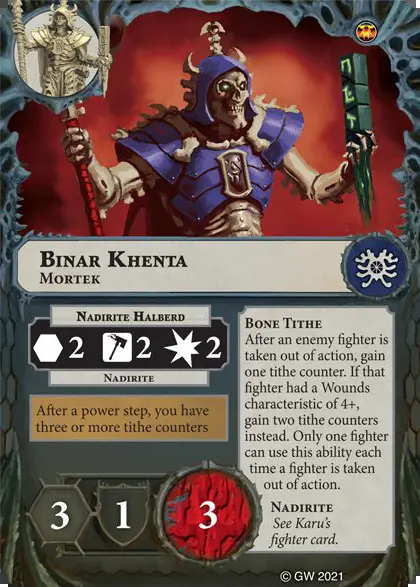 Binar Khenta
Mortek
Nadirite Halberd
2 2 2
Nadirite
After a power step, you have
three or more tithe counters
Bone Tithe
After an enemy fighter is
taken out of action, gain
one tithe counter. If that
fighter had a Wounds
characteristic of 4+,
gain two tithe counters
instead. Only one fighter
can use this ability each
time a fighter is taken
out of action.
Nadirite
See Karu's
fighter card.
3 1 3
© GW 2021